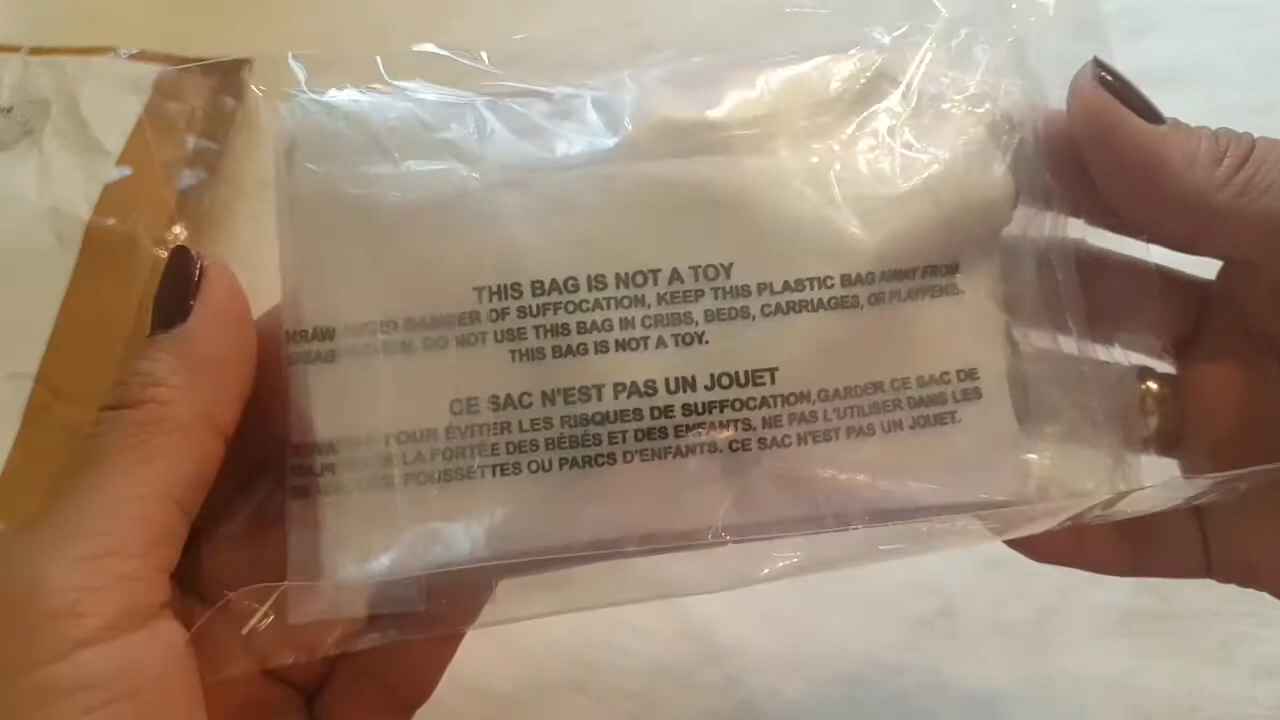 THIS BAG IS NOT A TOY
DANGER OF SUFFOCATION, KEEP THIS PLASTIC BAG AWAY FROM
DO NOT USE THIS BAG IN CRIBS, BEDS, CARRIAGES, OR PLAYPENS.
THIS BAG IS NOT A TOY.
CE SAC N'EST PAS UN JOUET
POUR ÉVITER LES RISQUES DE SUFFOCATION, GARDER CE SAC DE
LA PORTÉE DES BÉBÉS ET DES ENFANTS. NE PAS L'UTILISER DANS LES
POUSSETTES OU PARCS D'ENFANTS. CE SAC N'EST PAS UN JOUET.